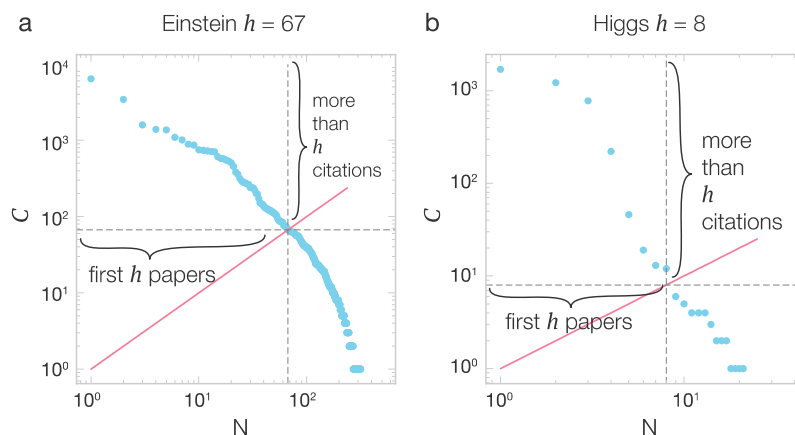 a
Einstein h = 67
10⁴
10³
10²
10¹
10⁰
C
more
than
h
citations
first h papers
10⁰
10¹
10²
N
b
Higgs h = 8
10³
10²
10¹
10⁰
C
more
than
h
citations
first h papers
10⁰
10¹
N